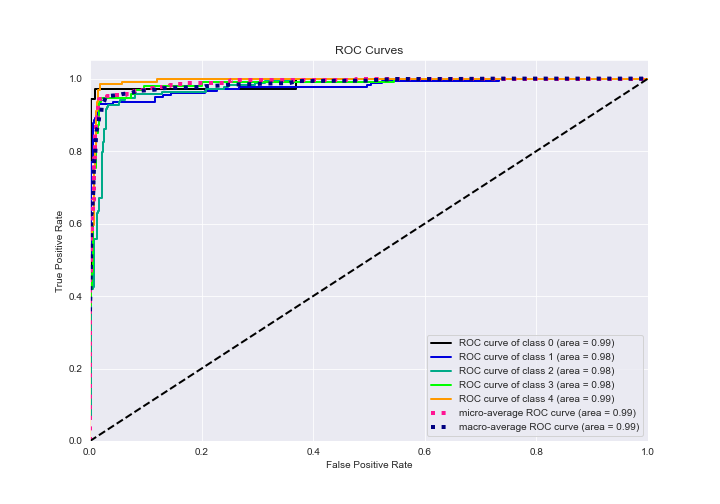 ROC Curves
1.0
0.8
0.6
0.4
0.2
0.0
True Positive Rate
0.0 0.2 0.4 0.6 0.8 1.0
False Positive Rate
ROC curve of class 0 (area = 0.99)
ROC curve of class 1 (area = 0.98)
ROC curve of class 2 (area = 0.98)
ROC curve of class 3 (area = 0.98)
ROC curve of class 4 (area = 0.99)
micro-average ROC curve (area = 0.99)
macro-average ROC curve (area = 0.99)